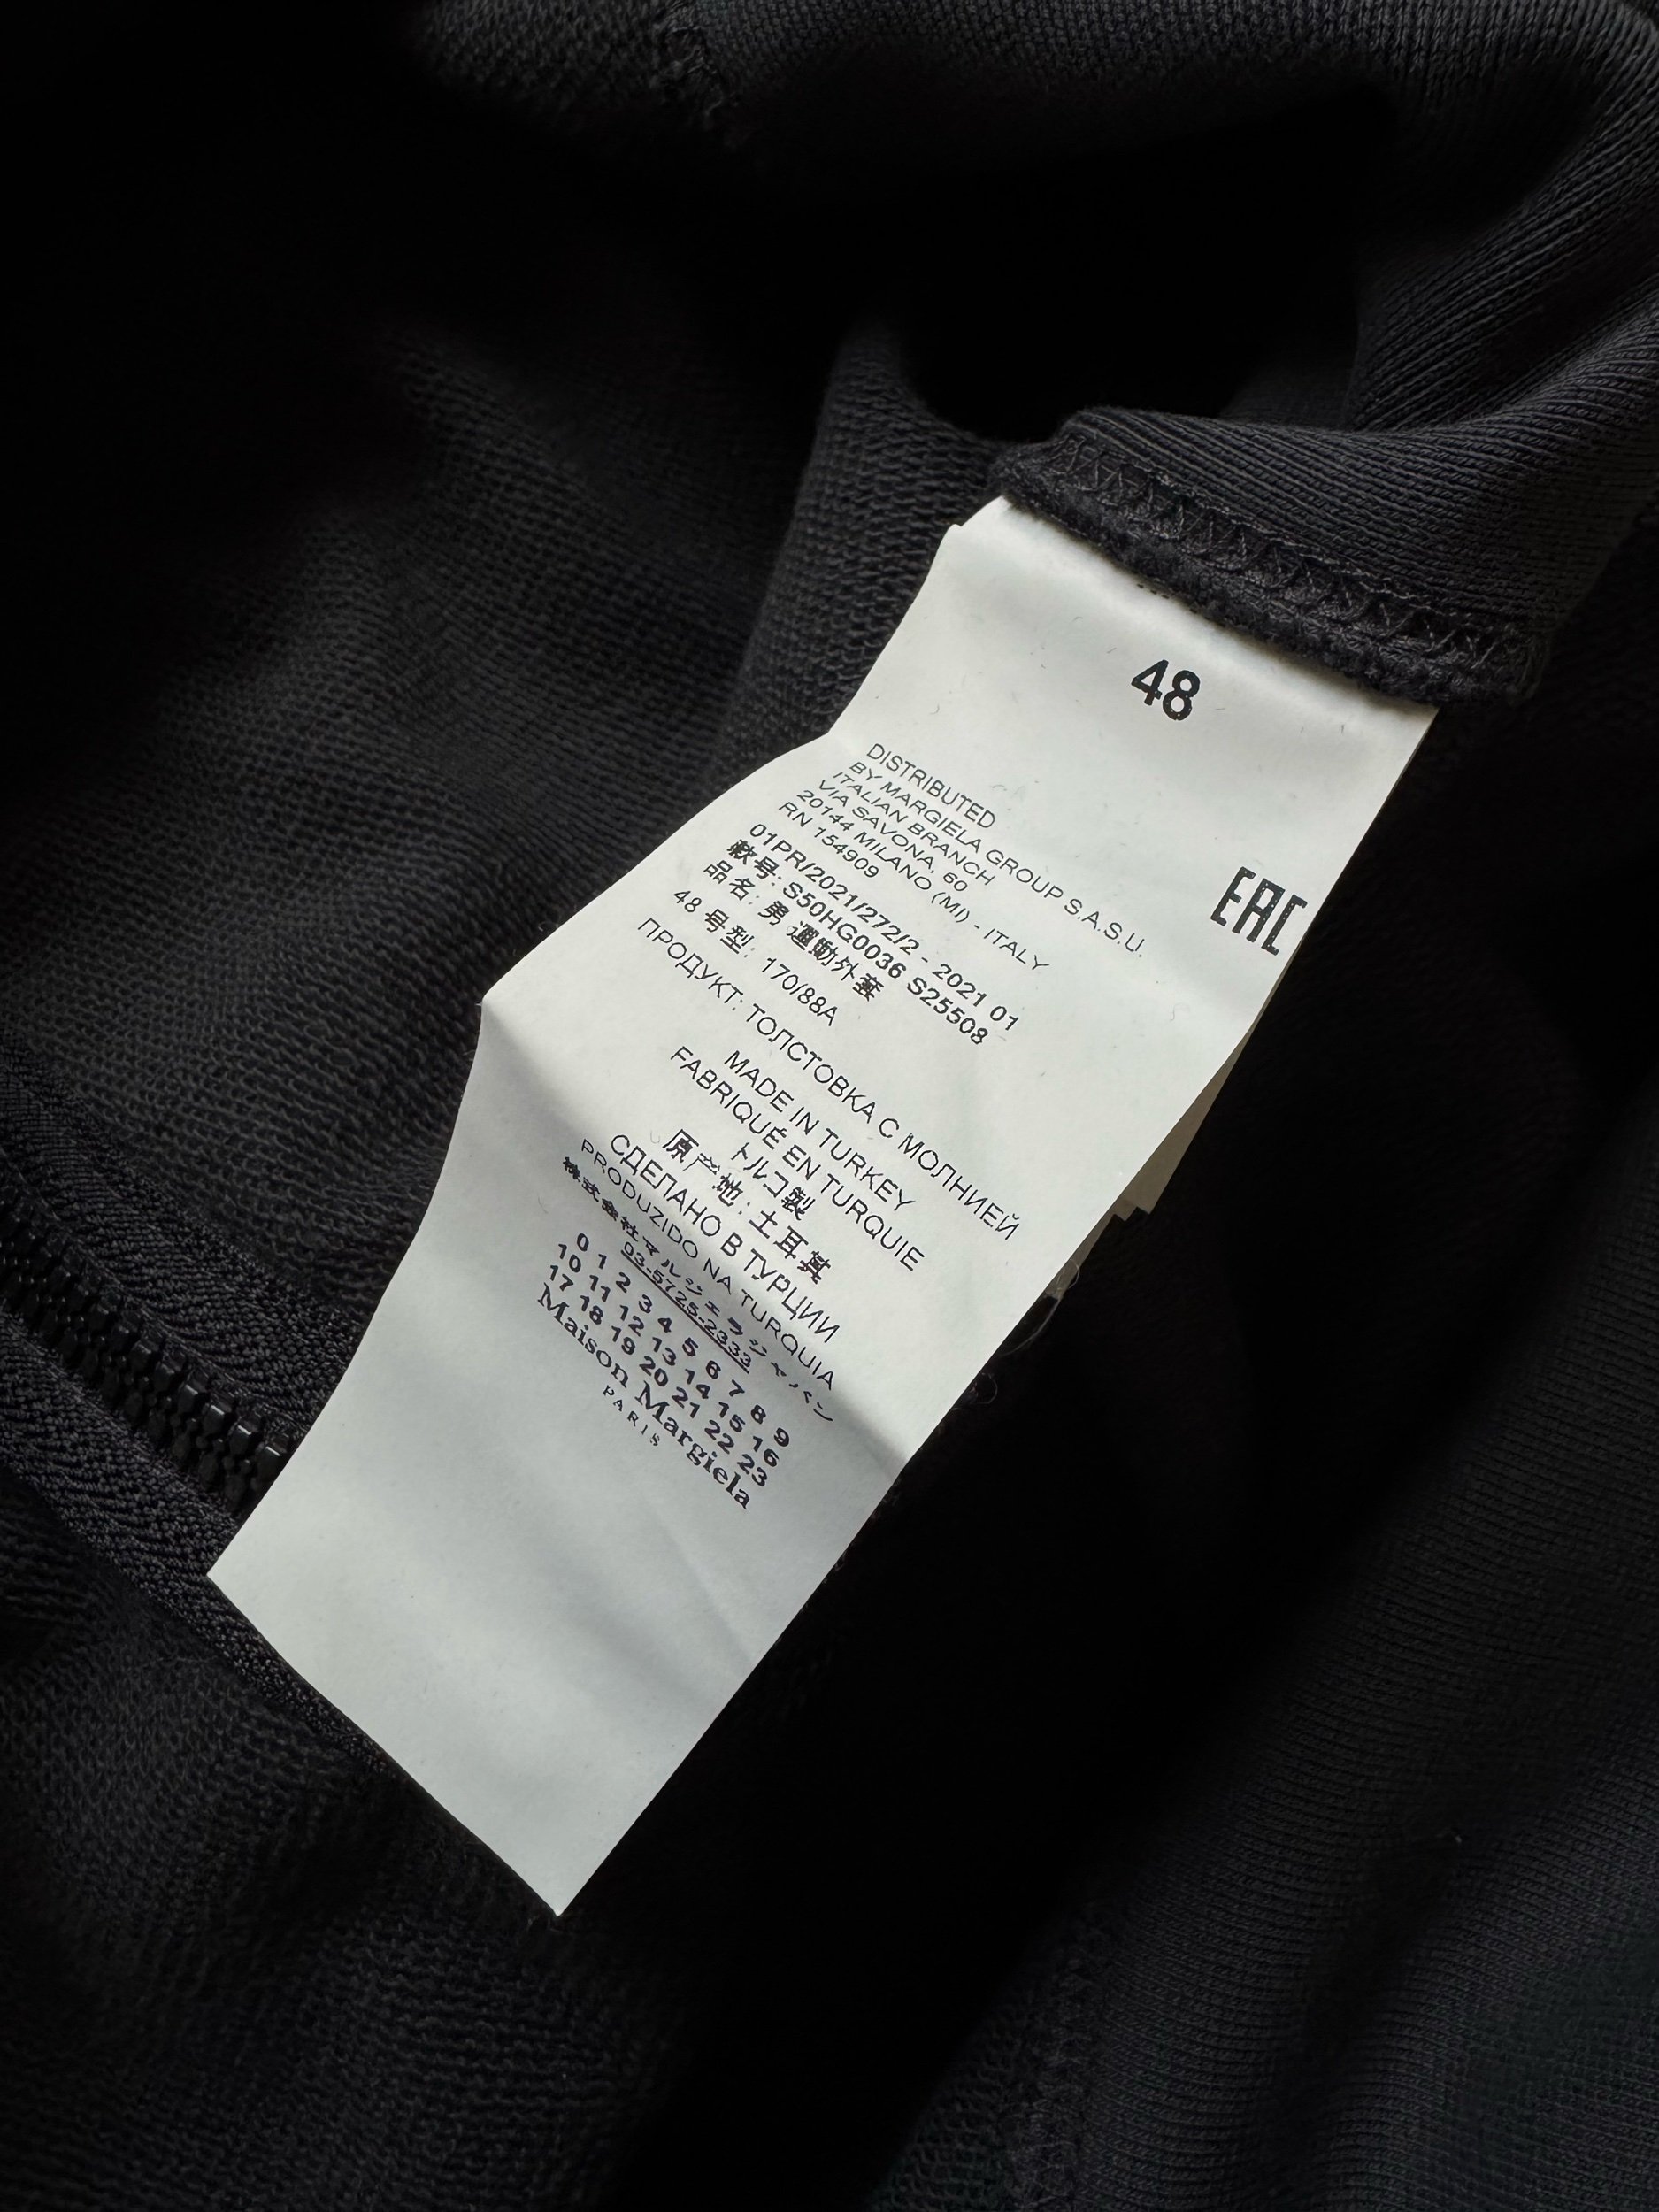 48
DISTRIBUTED
BY MARGIELA GROUP S.A.S.U.
ITALIAN BRANCH
VIA SAVONA, 60
20144 MILANO (MI) - ITALY
RN 154909
EAC
01PR/2021/272/2 - 2021 01
款号: S50HG0036 S25508
品名: 男 運動外套
48 号型: 170/88A
ПРОДУКТ: ТОЛСТОВКА С МОЛНИЕЙ
MADE IN TURKEY
FABRIQUÉ EN TURQUIE
トルコ製
原产地: 土耳其
СДЕЛАНО В ТУРЦИИ
PRODUZIDO NA TURQUIA
株式会社マルジェラジャパン
03-5725-2333
0 1 2 3 4 5 6 7 8 9
10 11 12 13 14 15 16
17 18 19 20 21 22 23
Maison Margiela
PARIS